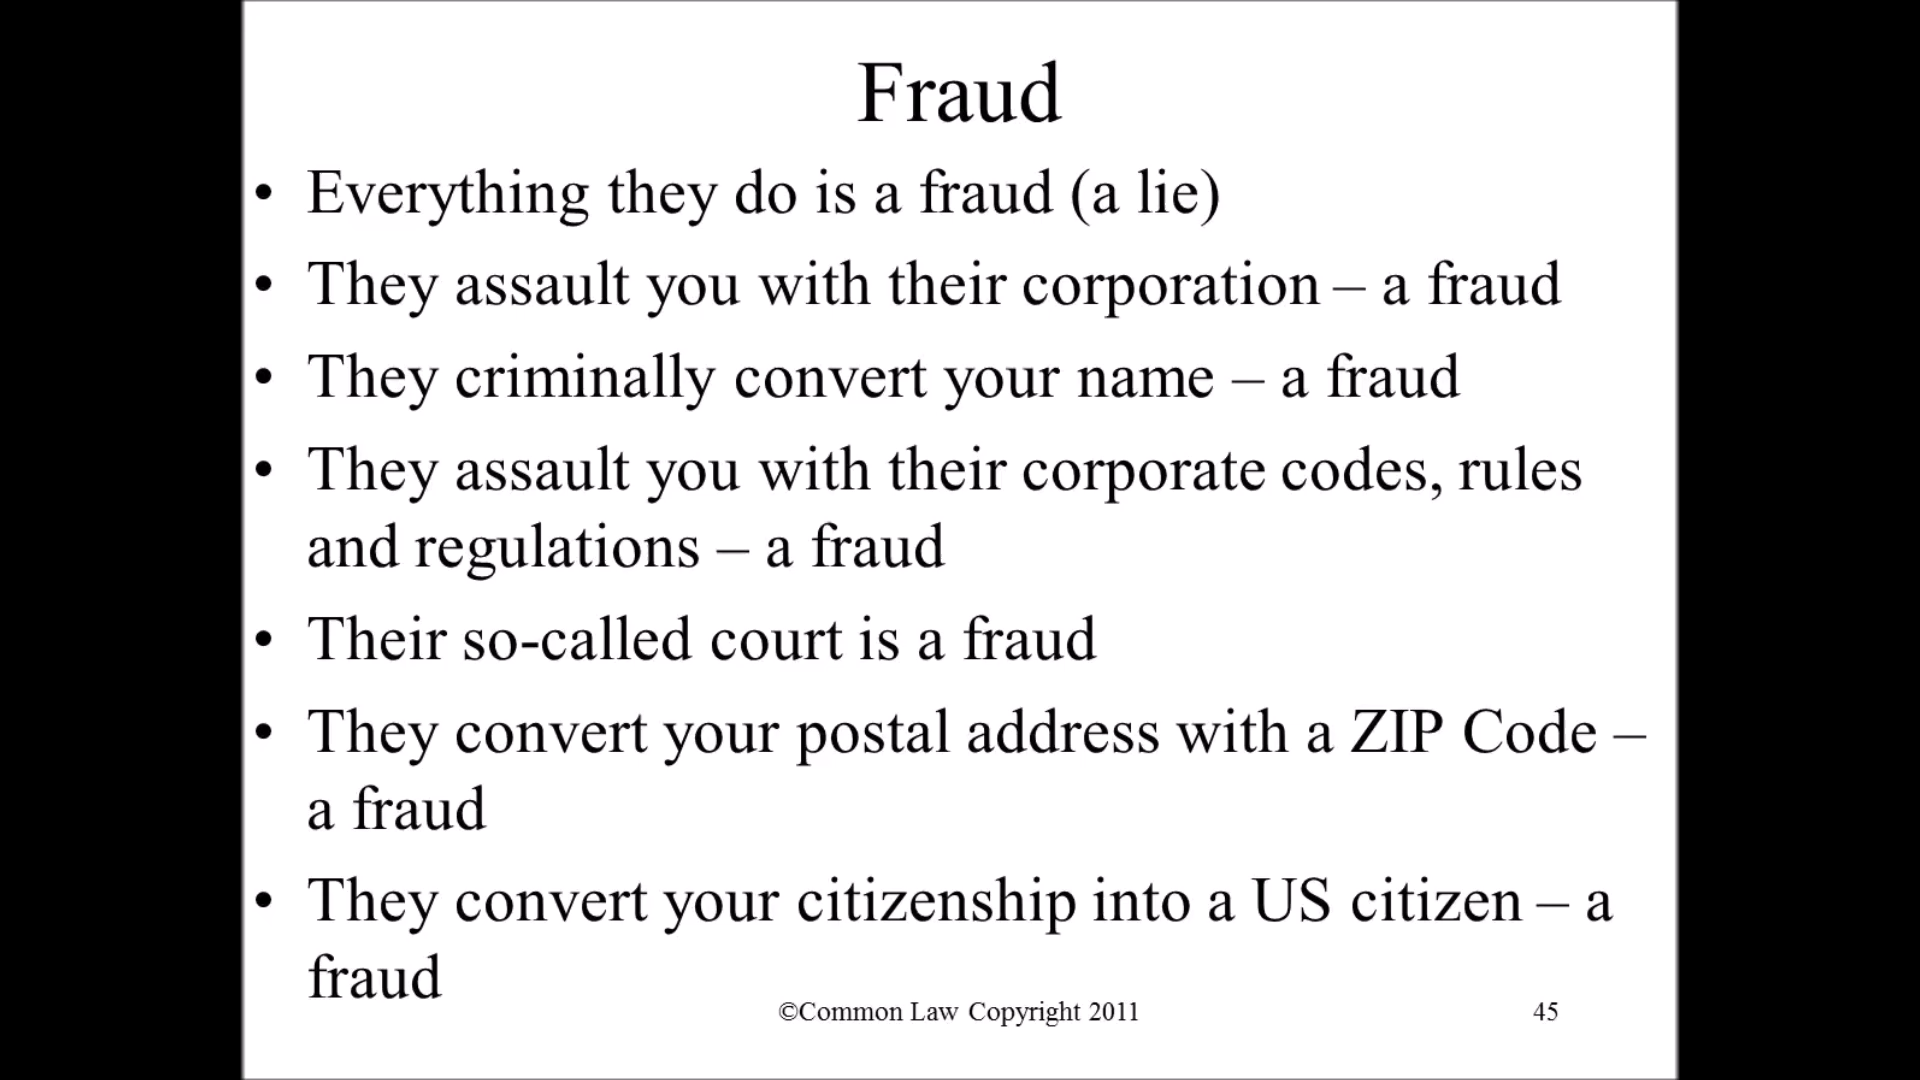 Fraud
• Everything they do is a fraud (a lie)
• They assault you with their corporation – a fraud
• They criminally convert your name – a fraud
• They assault you with their corporate codes, rules
and regulations – a fraud
• Their so-called court is a fraud
• They convert your postal address with a ZIP Code –
a fraud
• They convert your citizenship into a US citizen – a
fraud
©Common Law Copyright 2011
45